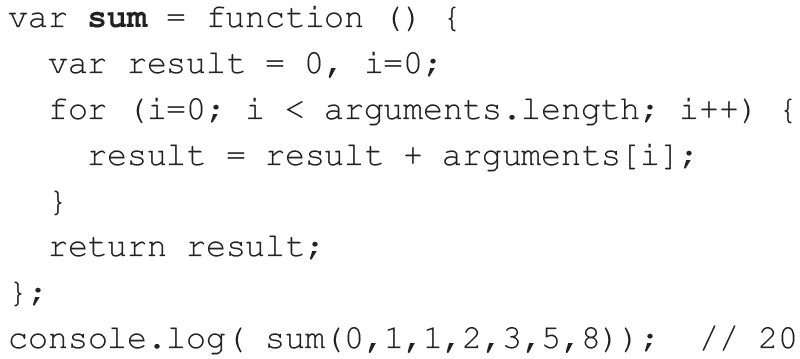 var sum = function () {
var result = 0, i=0;
for (i=0; i < arguments.length; i++) {
result = result + arguments[i];
}
return result;
};
console.log( sum(0,1,1,2,3,5,8)); // 20